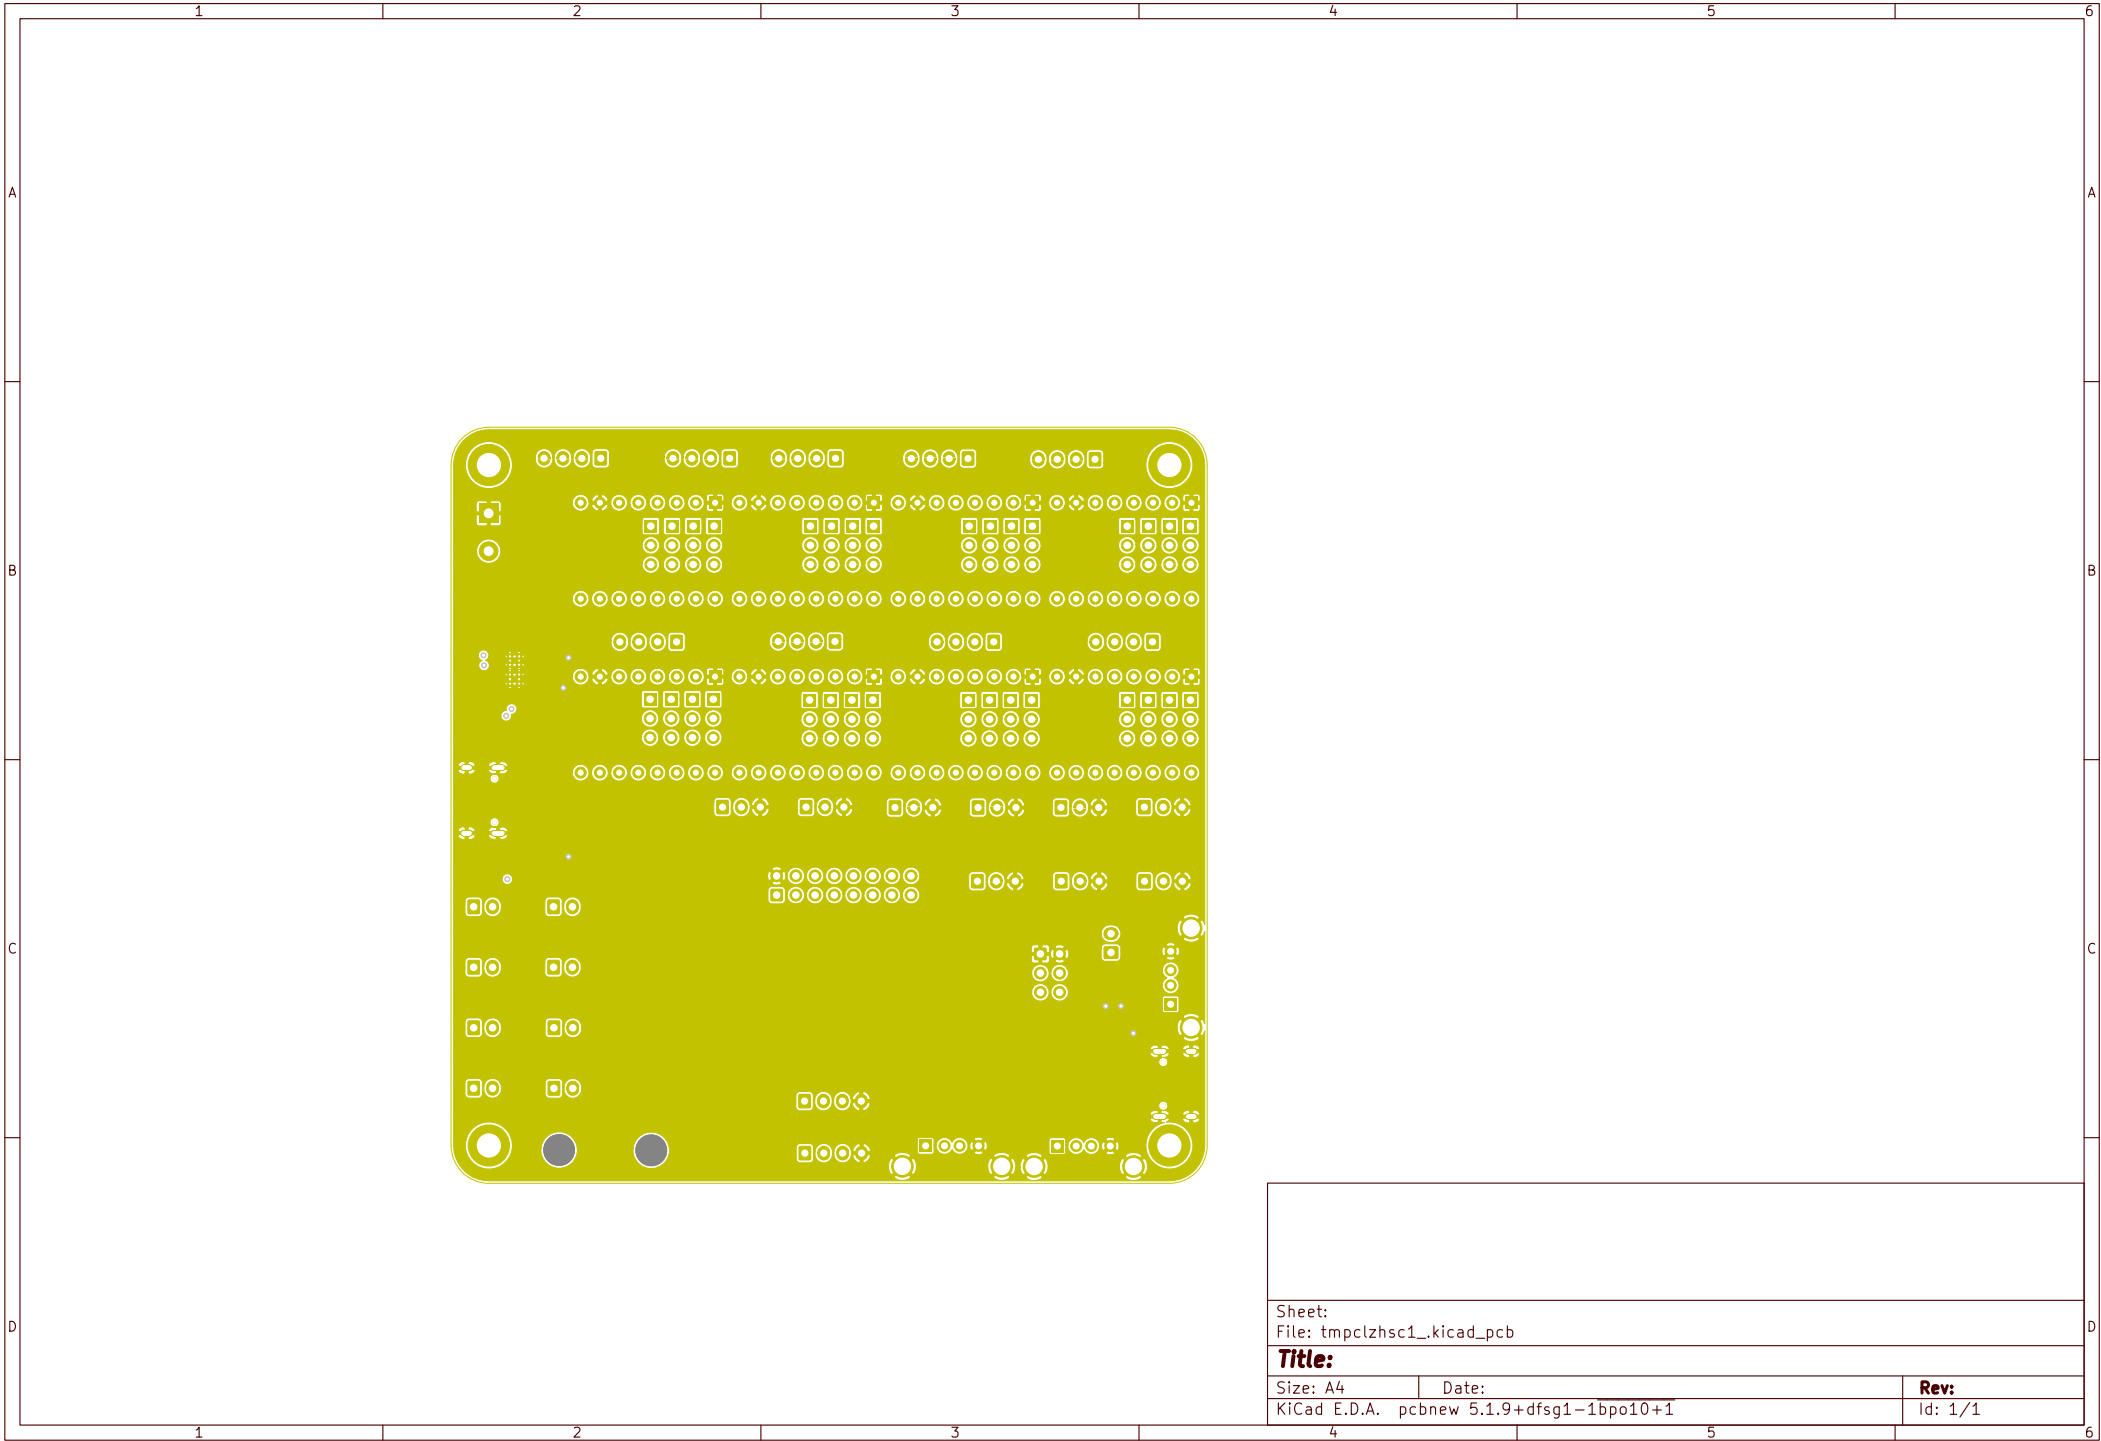 1 2 3 4 5 6
A A
B B
C C
D D
Sheet:
File: tmpclzhsc1_.kicad_pcb
Title:
Size: A4 Date: Rev:
KiCad E.D.A. pcbnew 5.1.9+dfsg1-1bpo10+1 Id: 1/1
1 2 3 4 5 6